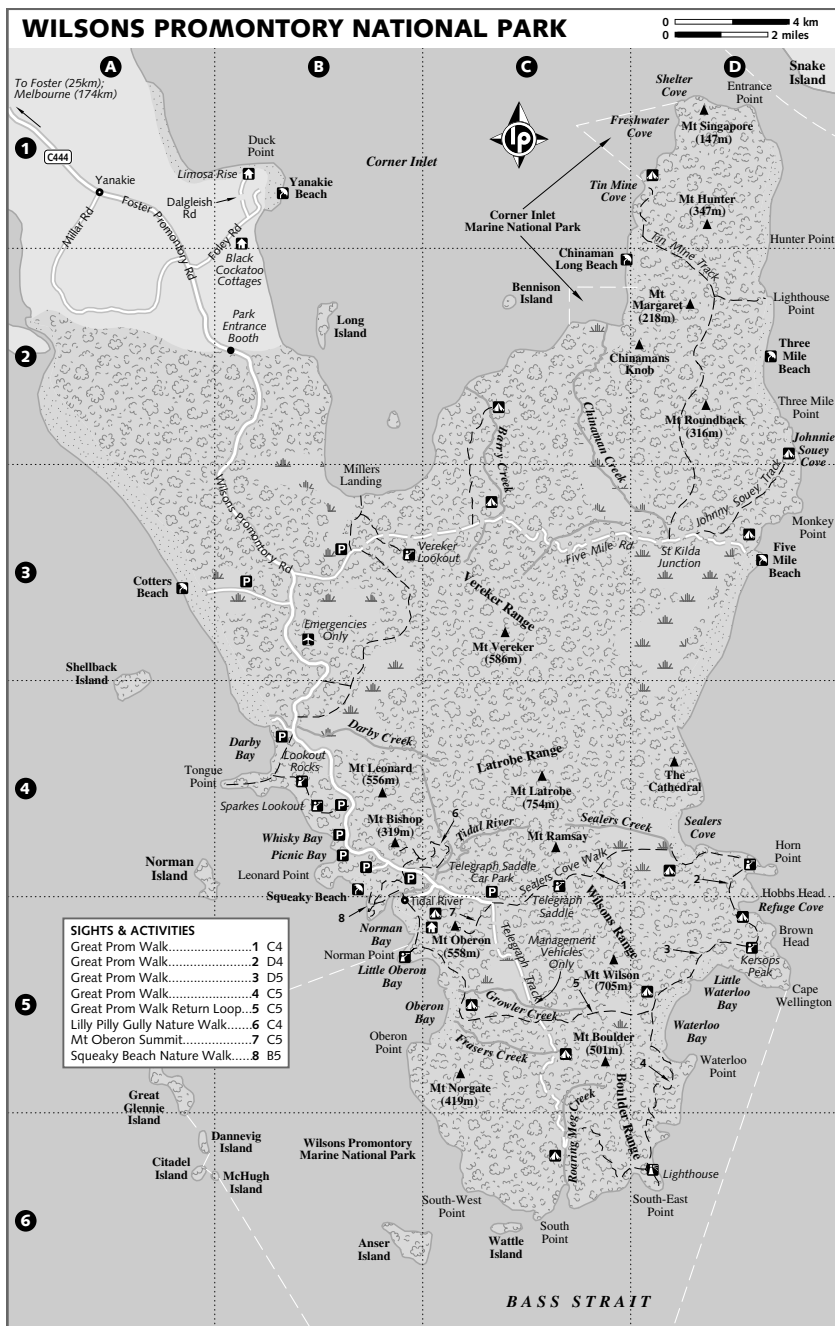 WILSONS PROMONTORY NATIONAL PARK
0 4 km
0 2 miles
A
B
C
D
To Foster (25km);
Melbourne (174km)
Snake
Island
Shelter
Cove
Entrance
Point
Mt Singapore
(147m)
Freshwater
Cove
lp
1
C444
Duck
Point
Corner Inlet
Limosa Rise
Yanakie
Yanakie
Beach
Dalgleish
Rd
Tin Mine
Cove
Mt Hunter
(347m)
Millar Rd
Foster Promontory Rd
Foley Rd
Corner Inlet
Marine National Park
Tin Mine Track
Hunter Point
Black
Cockatoo
Cottages
Chinaman
Long Beach
Bennison
Island
Mt
Margaret
(218m)
Lighthouse
Point
Park
Entrance
Booth
Long
Island
2
Chinamans
Knob
Three
Mile
Beach
Three Mile
Point
Mt Roundback
(316m)
Barry Creek
Chinaman Creek
Johnnie
Souey
Cove
Millers
Landing
Wilsons Promontory Rd
Johnny Souey Track
Monkey
Point
Vereker
Lookout
Five Mile Rd
St Kilda
Junction
Five
Mile
Beach
3
Cotters
Beach
Vereker Range
Emergencies
Only
Mt Vereker
(586m)
Shellback
Island
Darby Creek
Darby
Bay
Lookout
Rocks
Latrobe Range
Tongue
Point
Mt Leonard
(556m)
Mt Latrobe
(754m)
The
Cathedral
4
Sparkes Lookout
6
Mt Bishop
(319m)
Tidal River
Sealers Creek
Sealers
Cove
Whisky Bay
Mt Ramsay
Picnic Bay
Horn
Point
Norman
Island
Leonard Point
Telegraph Saddle
Car Park
Sealers Cove Walk
1
2
Squeaky Beach
Tidal River
Telegraph
Saddle
Wilsons Range
Hobbs Head
Refuge Cove
8
Norman
Bay
7
Mt Oberon
(558m)
Telegraph Track
Management
Vehicles
Only
3
Brown
Head
Norman Point
Kersops
Peak
Little Oberon
Bay
Mt Wilson
(705m)
SIGHTS & ACTIVITIES
Great Prom Walk 1 C4
Great Prom Walk 2 D4
Great Prom Walk 3 D5
Great Prom Walk 4 C5
Great Prom Walk Return Loop 5 C5
Lilly Pilly Gully Nature Walk 6 C4
Mt Oberon Summit 7 C5
Squeaky Beach Nature Walk 8 B5
5
5
Little
Waterloo
Bay
Cape
Wellington
Oberon
Bay
Growler Creek
Waterloo
Bay
Oberon
Point
Frasers Creek
Mt Boulder
(501m)
4
Waterloo
Point
Mt Norgate
(419m)
Boulder Range
Roaring Meg Creek
Great
Glennie
Island
Dannevig
Island
Citadel
Island
McHugh
Island
Wilsons Promontory
Marine National Park
Lighthouse
South-West
Point
South-East
Point
6
South
Point
Anser
Island
Wattle
Island
BASS STRAIT
P
P
P
P
P
P
P
P
P